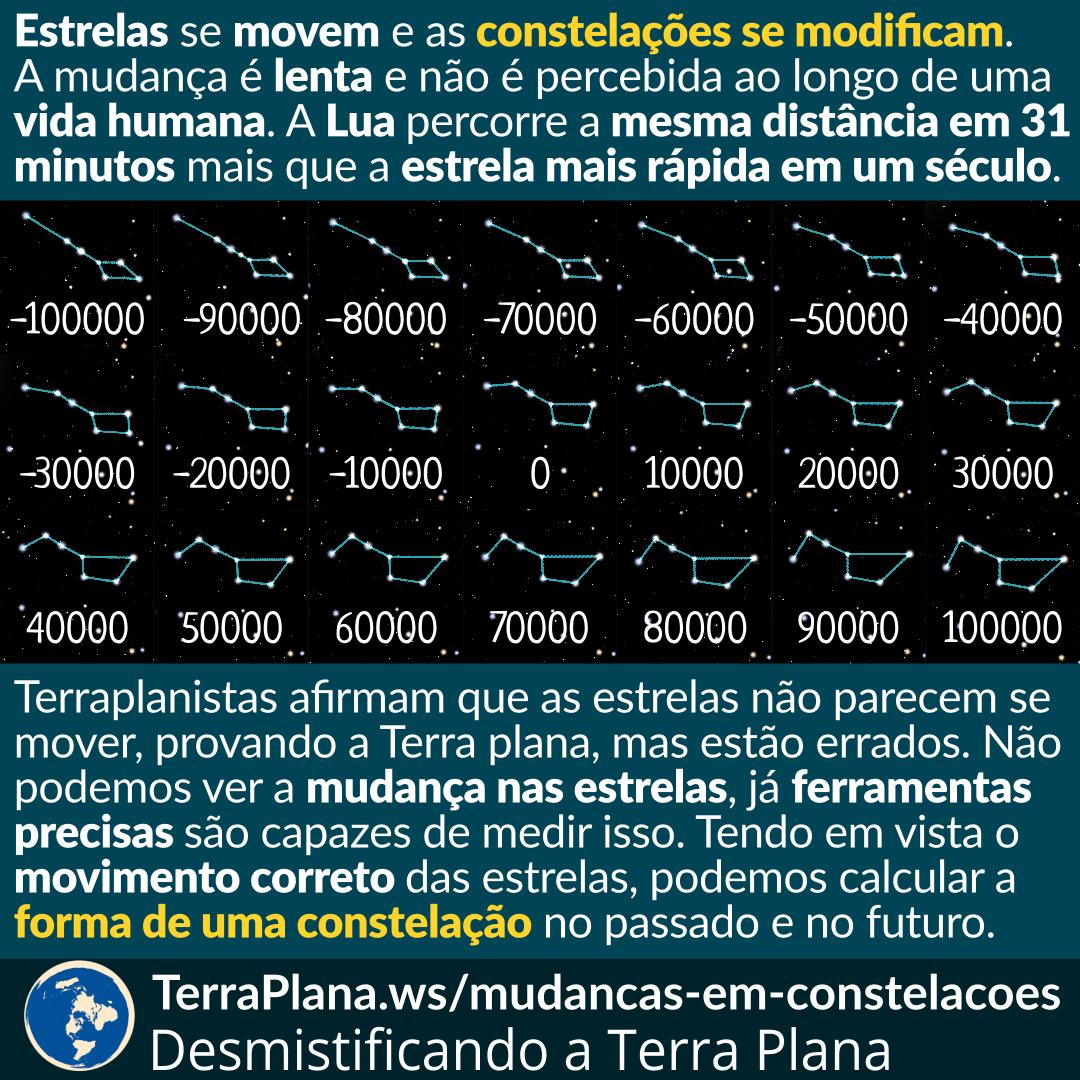 Estrelas se movem e as constelações se modificam.
A mudança é lenta e não é percebida ao longo de uma
vida humana. A Lua percorre a mesma distância em 31
minutos mais que a estrela mais rápida em um século.
-100000 -90000 -80000 -70000 -60000 -50000 -40000
-30000 -20000 -10000 0 10000 20000 30000
40000 50000 60000 70000 80000 90000 100000
Terraplanistas afirmam que as estrelas não parecem se
mover, provando a Terra plana, mas estão errados. Não
podemos ver a mudança nas estrelas, já ferramentas
precisas são capazes de medir isso. Tendo em vista o
movimento correto das estrelas, podemos calcular a
forma de uma constelação no passado e no futuro.
TerraPlana.ws/mudancas-em-constelacoes
Desmistificando a Terra Plana